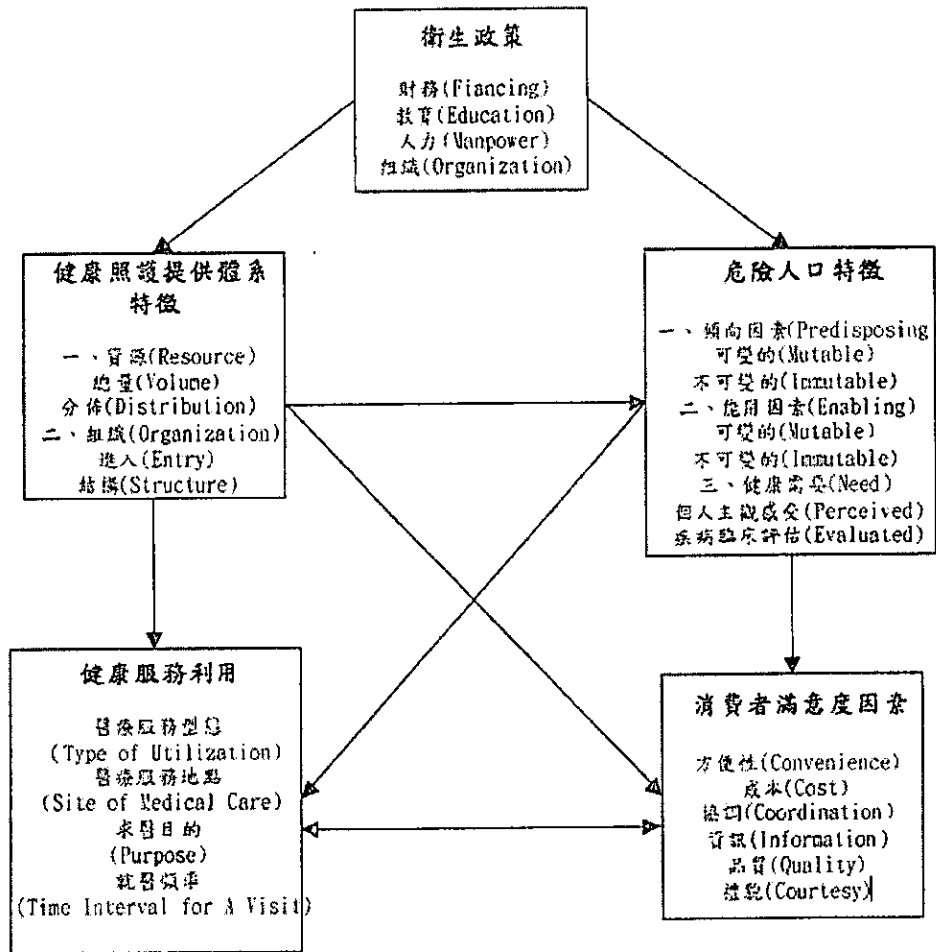 衛生政策
財務(Fiancing)
教育(Education)
人力(Manpower)
組織(Organization)
健康照護提供體系
特徵
一、資源(Resource)
總量(Volume)
分佈(Distribution)
二、組織(Organization)
進入(Entry)
結構(Structure)
危險人口特徵
一、傾向因素(Predisposing
可變的(Mutable)
不可變的(Immutable)
二、能用因素(Enabling)
可變的(Mutable)
不可變的(Immutable)
三、健康需要(Need)
個人主觀感受(Perceived)
疾病臨床評估(Evaluated)
健康服務利用
醫療服務型態
(Type of Utilization)
醫療服務地點
(Site of Medical Care)
求醫目的
(Purpose)
就醫頻率
(Time Interval for A Visit)
消費者滿意度因素
方便性(Convenience)
成本(Cost)
協調(Coordination)
資訊(Information)
品質(Quality)
禮貌(Courtesy)